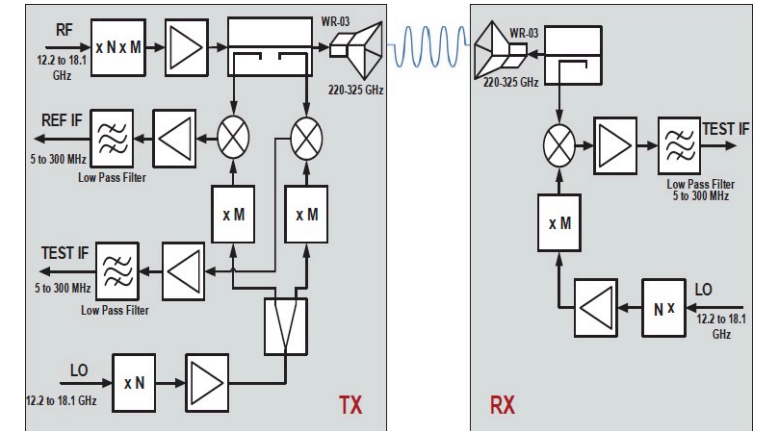 RF
12.2 to 18.1
GHz
x N x M
WR-03
220-325 GHz
REF IF
5 to 300 MHz
Low Pass Filter
x M
x M
TEST IF
5 to 300 MHz
Low Pass Filter
LO
12.2 to 18.1 GHz
x N
TX
WR-03
220-325 GHz
TEST IF
Low Pass Filter
5 to 300 MHz
x M
N x
LO
12.2 to 18.1
GHz
RX